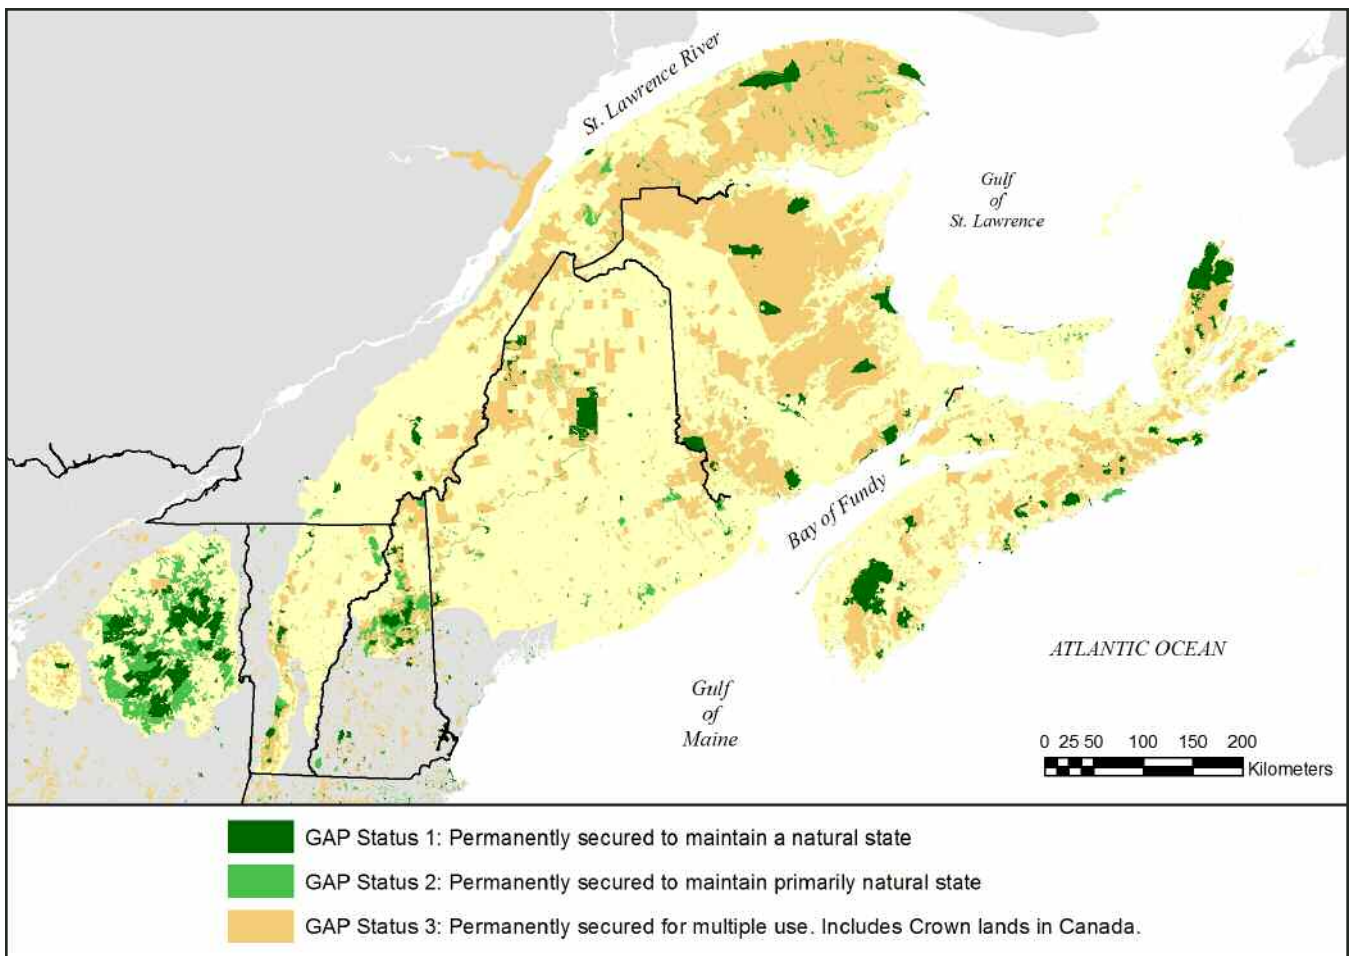 St. Lawrence River
Gulf
of
St. Lawrence
Bay of Fundy
ATLANTIC OCEAN
Gulf
of
Maine
0 25 50 100 150 200
Kilometers
GAP Status 1: Permanently secured to maintain a natural state
GAP Status 2: Permanently secured to maintain primarily natural state
GAP Status 3: Permanently secured for multiple use. Includes Crown lands in Canada.